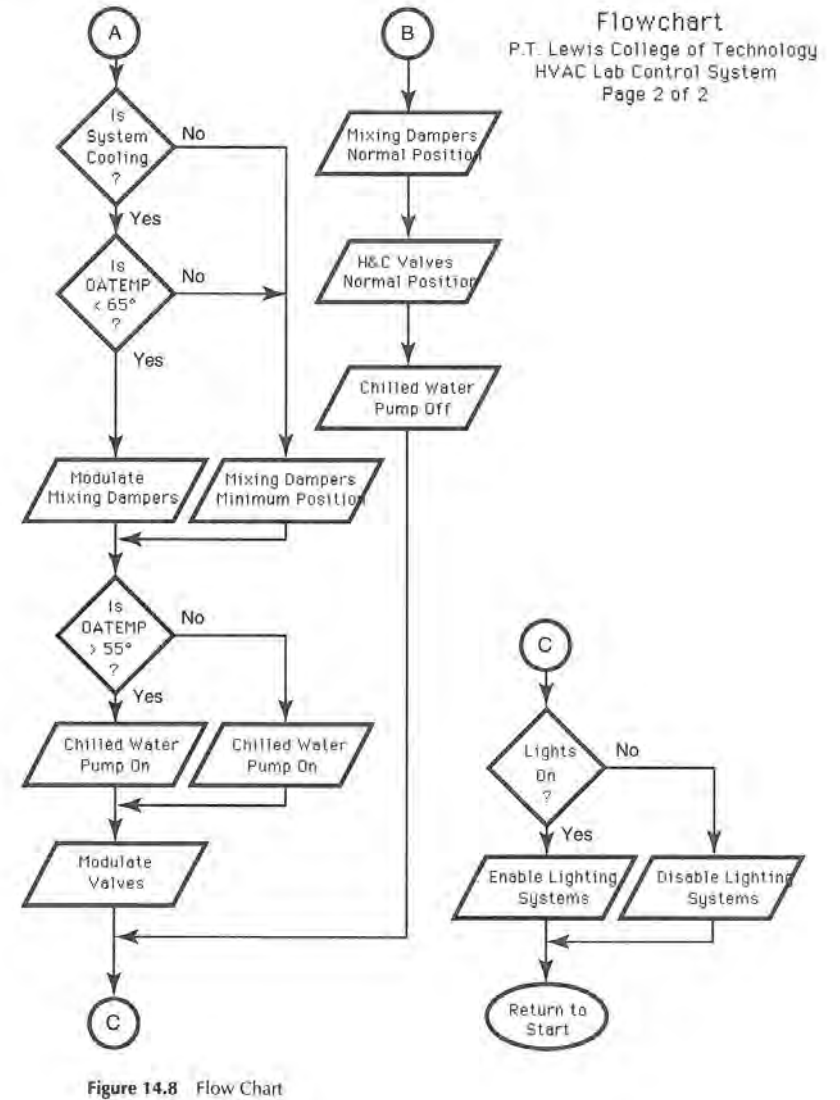 Flowchart
P.T. Lewis College of Technology
HVAC Lab Control System
Page 2 of 2
A
Is
System
Cooling
?
No
Yes
Is
OATEMP
< 65°
?
No
Yes
Modulate
Mixing Dampers
Mixing Dampers
Minimum Position
Is
OATEMP
> 55°
?
No
Yes
Chilled Water
Pump On
Chilled Water
Pump On
Modulate
Valves
C
B
Mixing Dampers
Normal Position
H&C Valves
Normal Position
Chilled Water
Pump Off
C
Lights
On
?
No
Yes
Enable Lighting
Systems
Disable Lighting
Systems
Return to
Start
Figure 14.8 Flow Chart